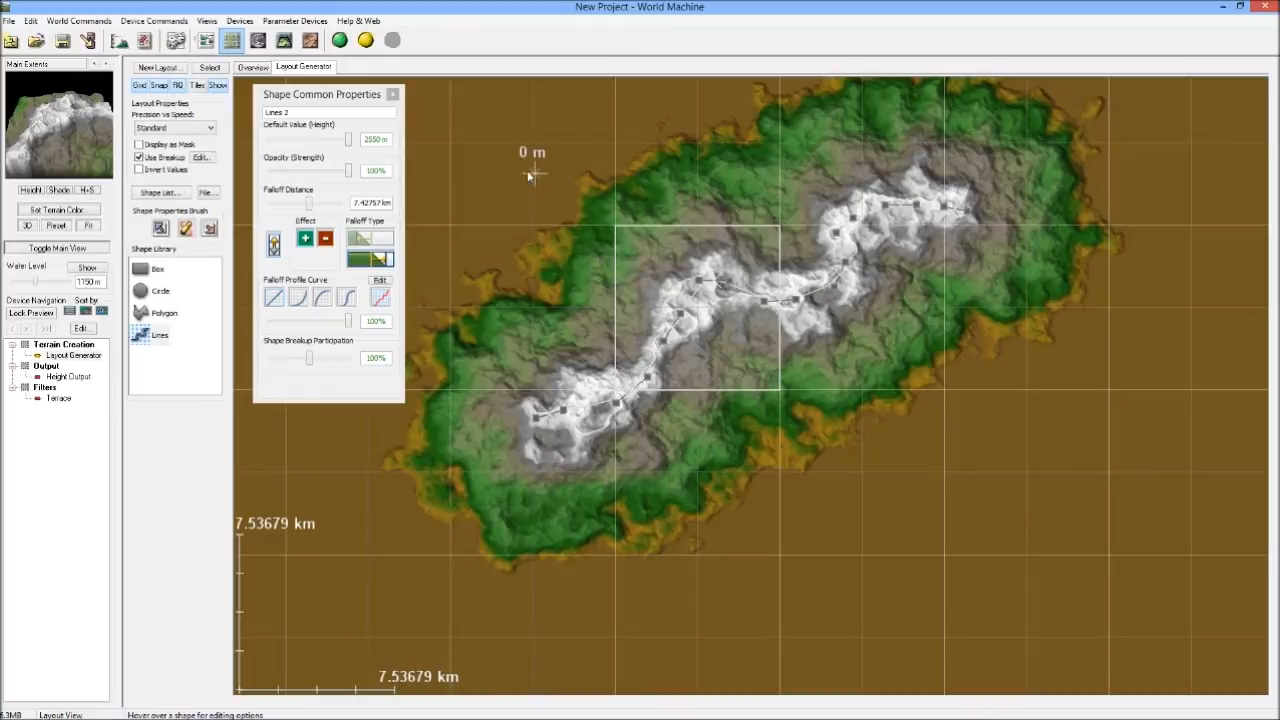 New Project - World Machine
File Edit World Commands Device Commands Views Devices Parameter Devices Help & Web
Main Extents
New Layout... Select Overview Layout Generator
Grid Snap Tiles Show
Layout Properties
Precision vs Speed:
Standard
Display as Mask
Use Breakup Edit...
Invert Values
Shape List... File...
Shape Properties Brush
Shape Library
Box
Circle
Polygon
Lines
Height Shade H+S
Set Terrain Color...
3D Reset Fit
Toggle Main View
Water Level Show
1150 m
Device Navigation Sort by
Lock Preview
Edit...
Terrain Creation
Layout Generator
Output
Height Output
Filters
Terrace
Shape Common Properties
Lines 2
Default Value (Height)
2550 m
Opacity (Strength)
100%
Falloff Distance
7.42757 km
Effect Falloff Type
Falloff Profile Curve Edit
100%
Shape Breakup Participation
100%
0 m
7.53679 km
7.53679 km
6.3MB Layout View Hover over a shape for editing options